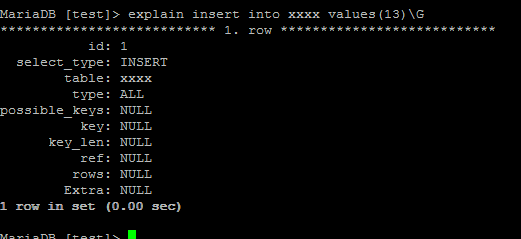 MariaDB [test]> explain insert into xxxx values(13)\G
*************************** 1. row ***************************
id: 1
select_type: INSERT
table: xxxx
type: ALL
possible_keys: NULL
key: NULL
key_len: NULL
ref: NULL
rows: NULL
Extra: NULL
1 row in set (0.00 sec)
MariaDB [test]>